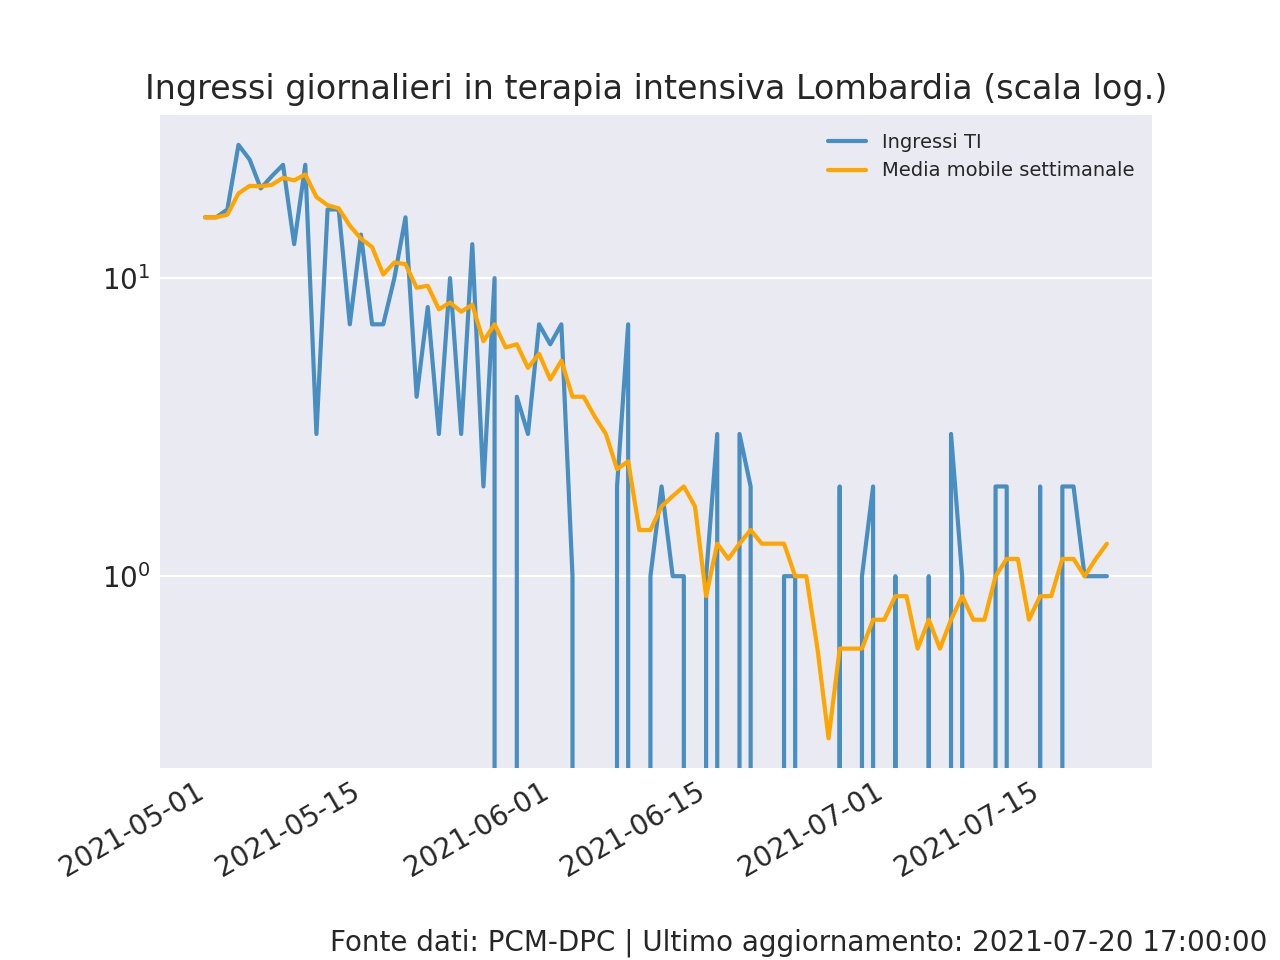 Ingressi giornalieri in terapia intensiva Lombardia (scala log.)
Ingressi TI
Media mobile settimanale
10¹
10⁰
2021-05-01
2021-05-15
2021-06-01
2021-06-15
2021-07-01
2021-07-15
Fonte dati: PCM-DPC | Ultimo aggiornamento: 2021-07-20 17:00:00